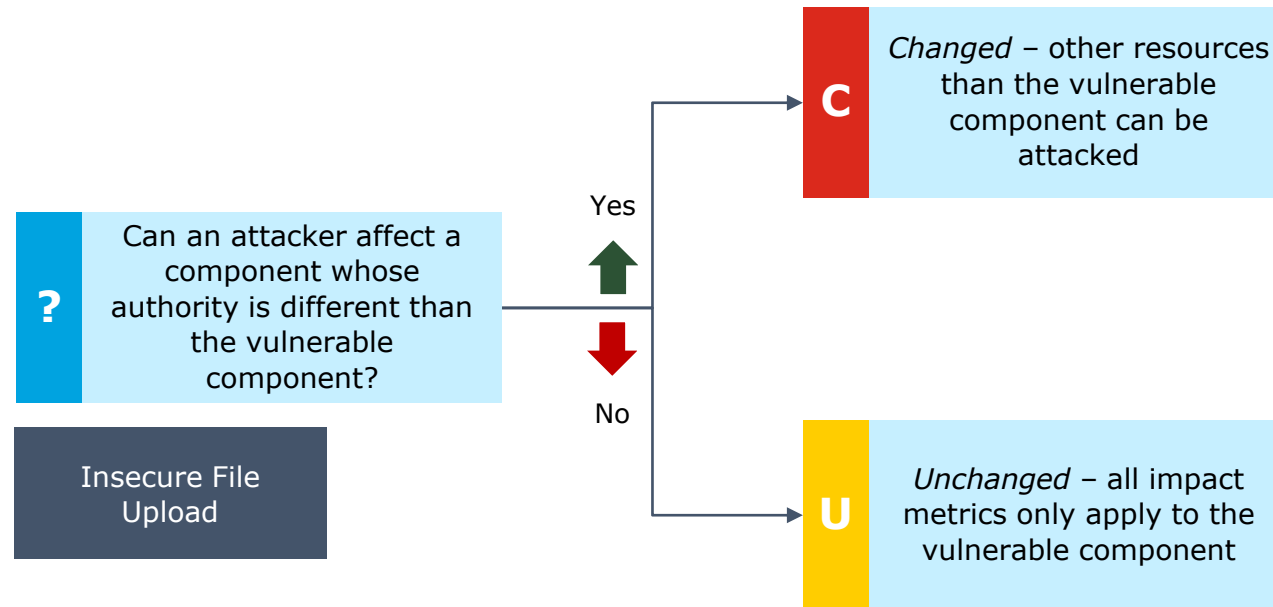 C
Changed – other resources
than the vulnerable
component can be
attacked
Yes
?
Can an attacker affect a
component whose
authority is different than
the vulnerable
component?
No
Insecure File
Upload
U
Unchanged – all impact
metrics only apply to the
vulnerable component